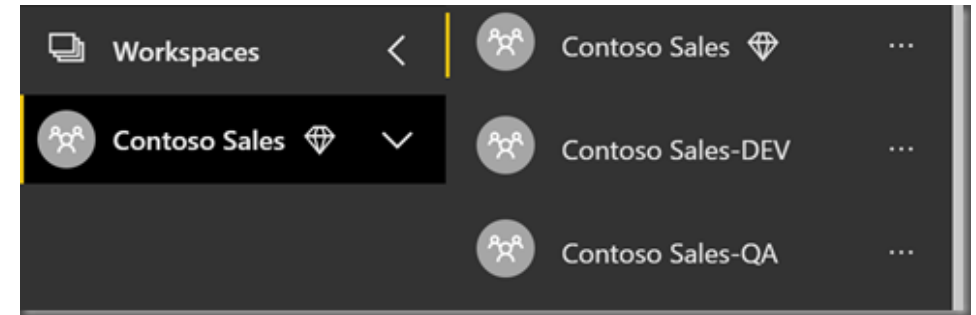 Workspaces
Contoso Sales
Contoso Sales
Contoso Sales-DEV
Contoso Sales-QA